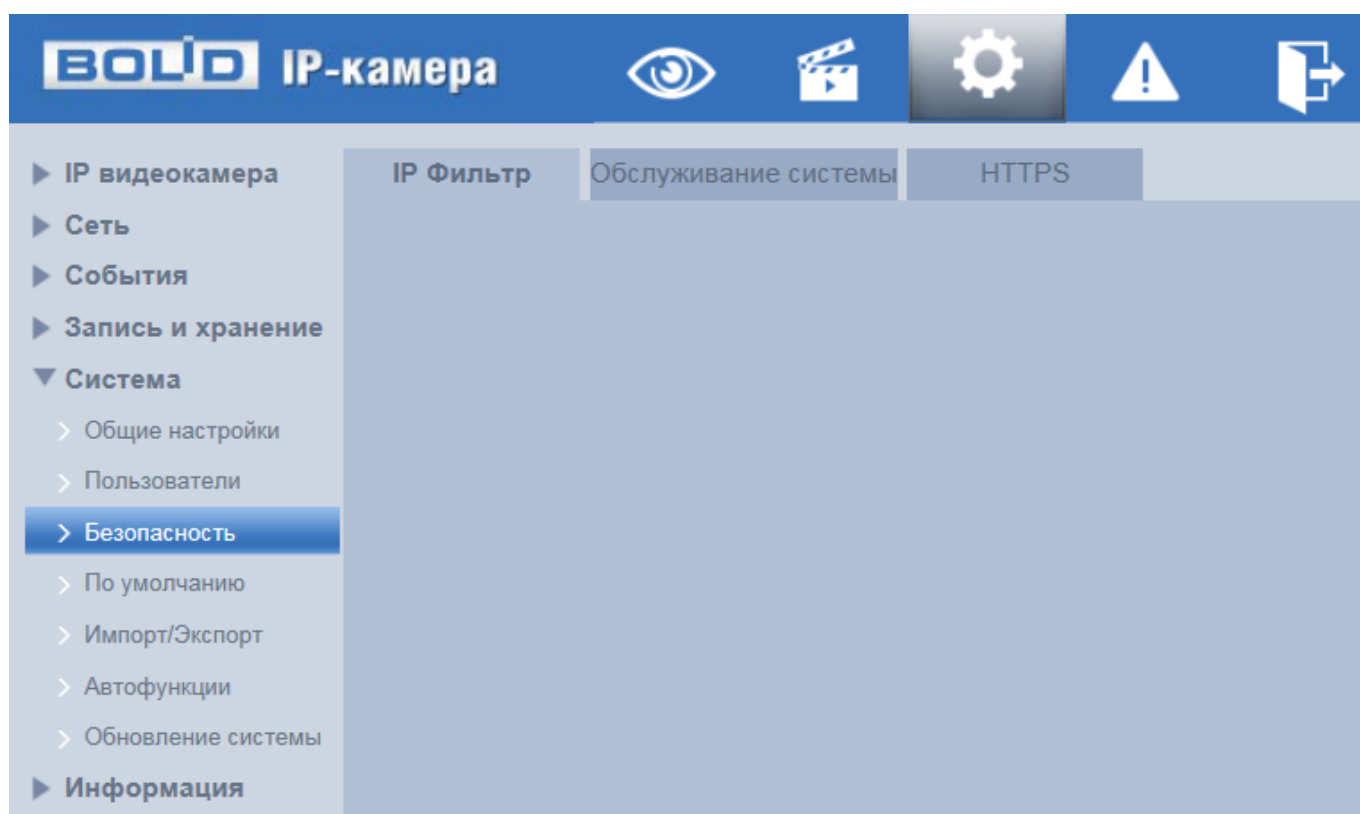 BOLID IP-камера
IP видеокамера
Сеть
События
Запись и хранение
Система
Общие настройки
Пользователи
Безопасность
По умолчанию
Импорт/Экспорт
Автофункции
Обновление системы
Информация
IP Фильтр
Обслуживание системы
HTTPS